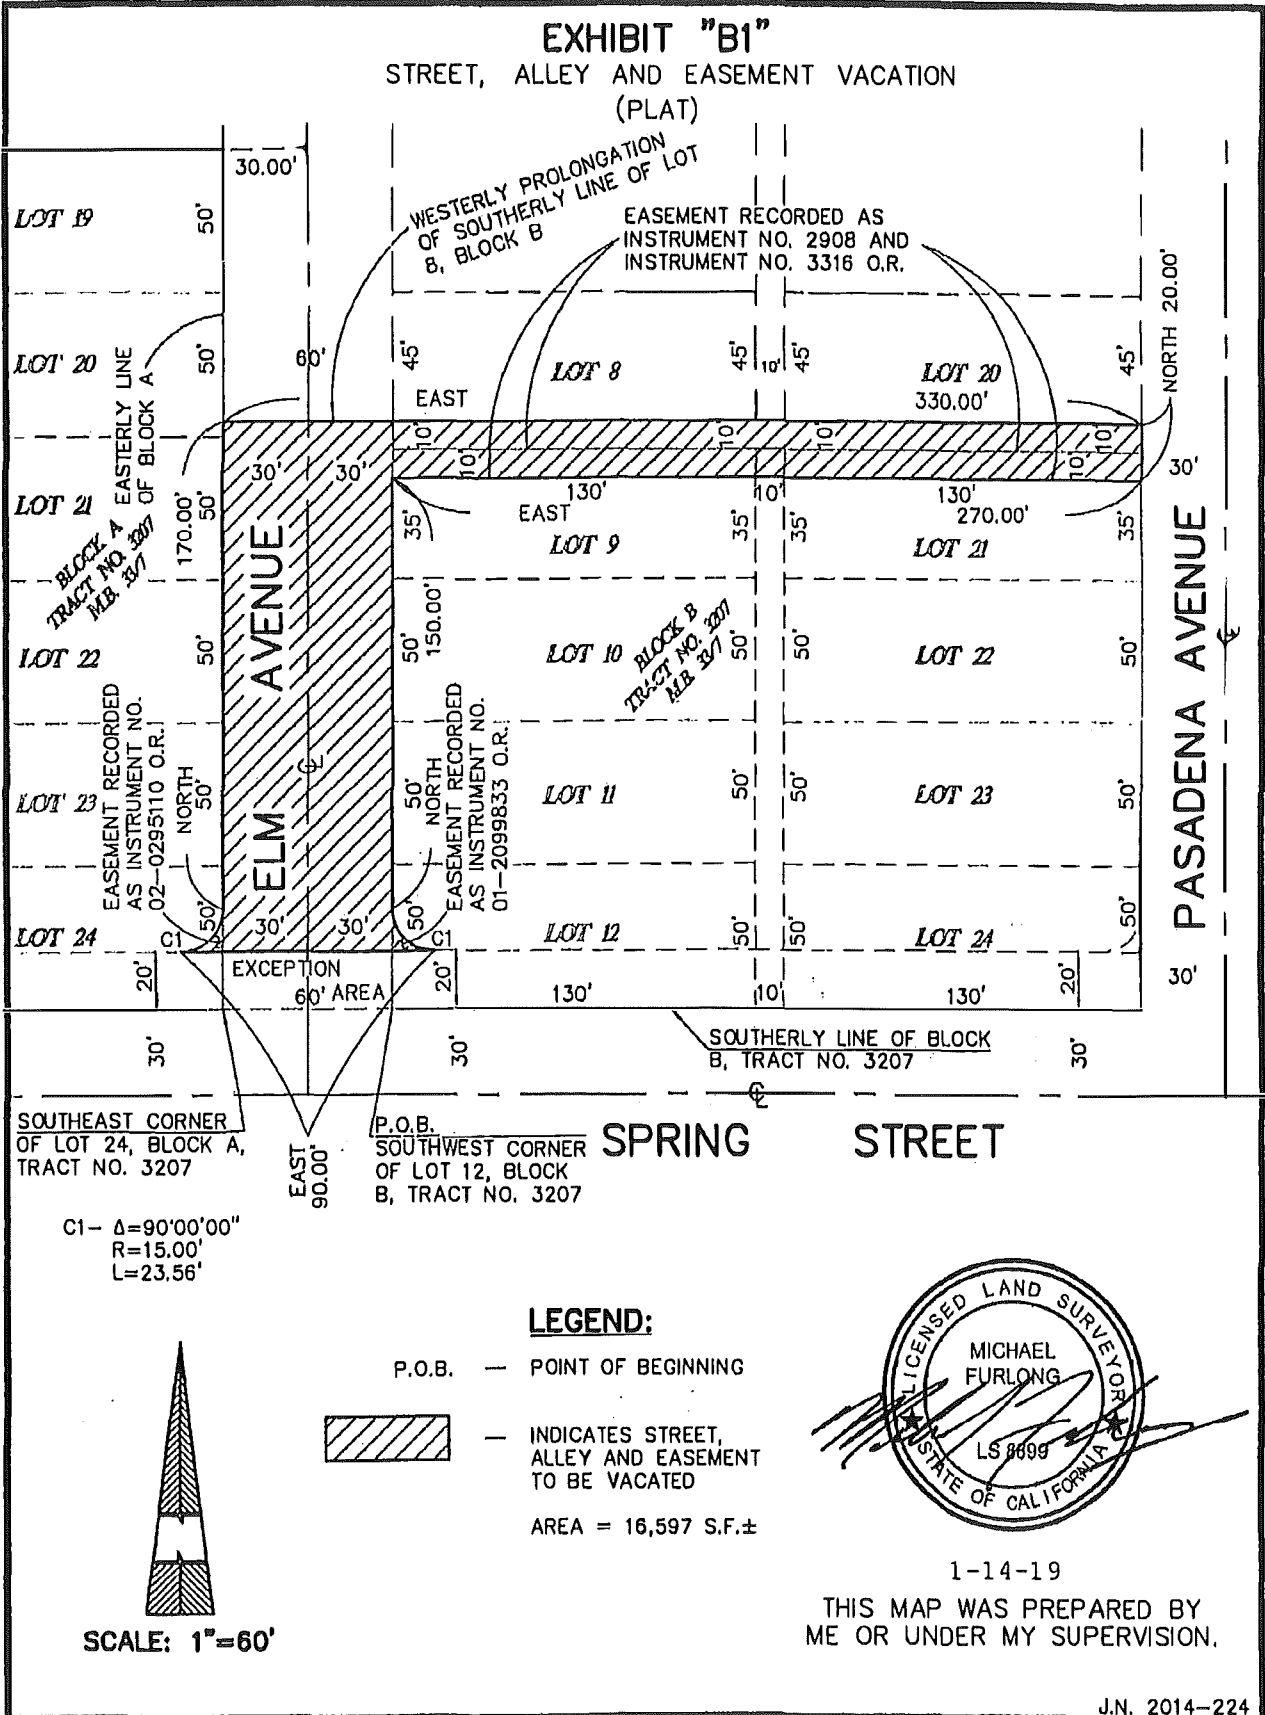 EXHIBIT "B1"
STREET, ALLEY AND EASEMENT VACATION
(PLAT)
30.00'
WESTERLY PROLONGATION
OF SOUTHERLY LINE OF LOT
8, BLOCK B
EASEMENT RECORDED AS
INSTRUMENT NO. 2908 AND
INSTRUMENT NO. 3316 O.R.
NORTH 20.00'
LOT 19
50'
LOT 20
50'
EASTERLY LINE
OF BLOCK A
60'
45'
LOT 8
45'
10'
45'
LOT 20
45'
330.00'
EAST
10'
10'
10'
10'
10'
10'
10'
30'
30'
30'
130'
10'
130'
270.00'
EAST
LOT 21
50'
170.00'
BLOCK A
TRACT NO. 3207
M.B. 33/7
35'
LOT 9
35'
35'
LOT 21
35'
ELM AVENUE
PASADENA AVENUE
LOT 22
50'
50'
150.00'
LOT 10
BLOCK B
TRACT NO. 3207
M.B. 33/7
50'
50'
LOT 22
50'
EASEMENT RECORDED
AS INSTRUMENT NO.
02-0295110 O.R.
EASEMENT RECORDED
AS INSTRUMENT NO.
01-2099833 O.R.
LOT 23
NORTH
50'
50'
NORTH
LOT 11
50'
50'
LOT 23
50'
LOT 24
C1
50'
30'
30'
50'
C1
LOT 12
50'
50'
LOT 24
50'
20'
EXCEPTION
60' AREA
20'
130'
10'
130'
20'
30'
30'
30'
SOUTHERLY LINE OF BLOCK
B, TRACT NO. 3207
30'
SOUTHEAST CORNER
OF LOT 24, BLOCK A,
TRACT NO. 3207
EAST
90.00'
P.O.B.
SOUTHWEST CORNER
OF LOT 12, BLOCK
B, TRACT NO. 3207
SPRING STREET
C1- Δ=90°00'00"
R=15.00'
L=23.56'
LEGEND:
P.O.B. — POINT OF BEGINNING
— INDICATES STREET,
ALLEY AND EASEMENT
TO BE VACATED
AREA = 16,597 S.F.±
SCALE: 1"=60'
LICENSED LAND SURVEYOR
MICHAEL
FURLONG
LS 8899
STATE OF CALIFORNIA
1-14-19
THIS MAP WAS PREPARED BY
ME OR UNDER MY SUPERVISION.
J.N. 2014-224